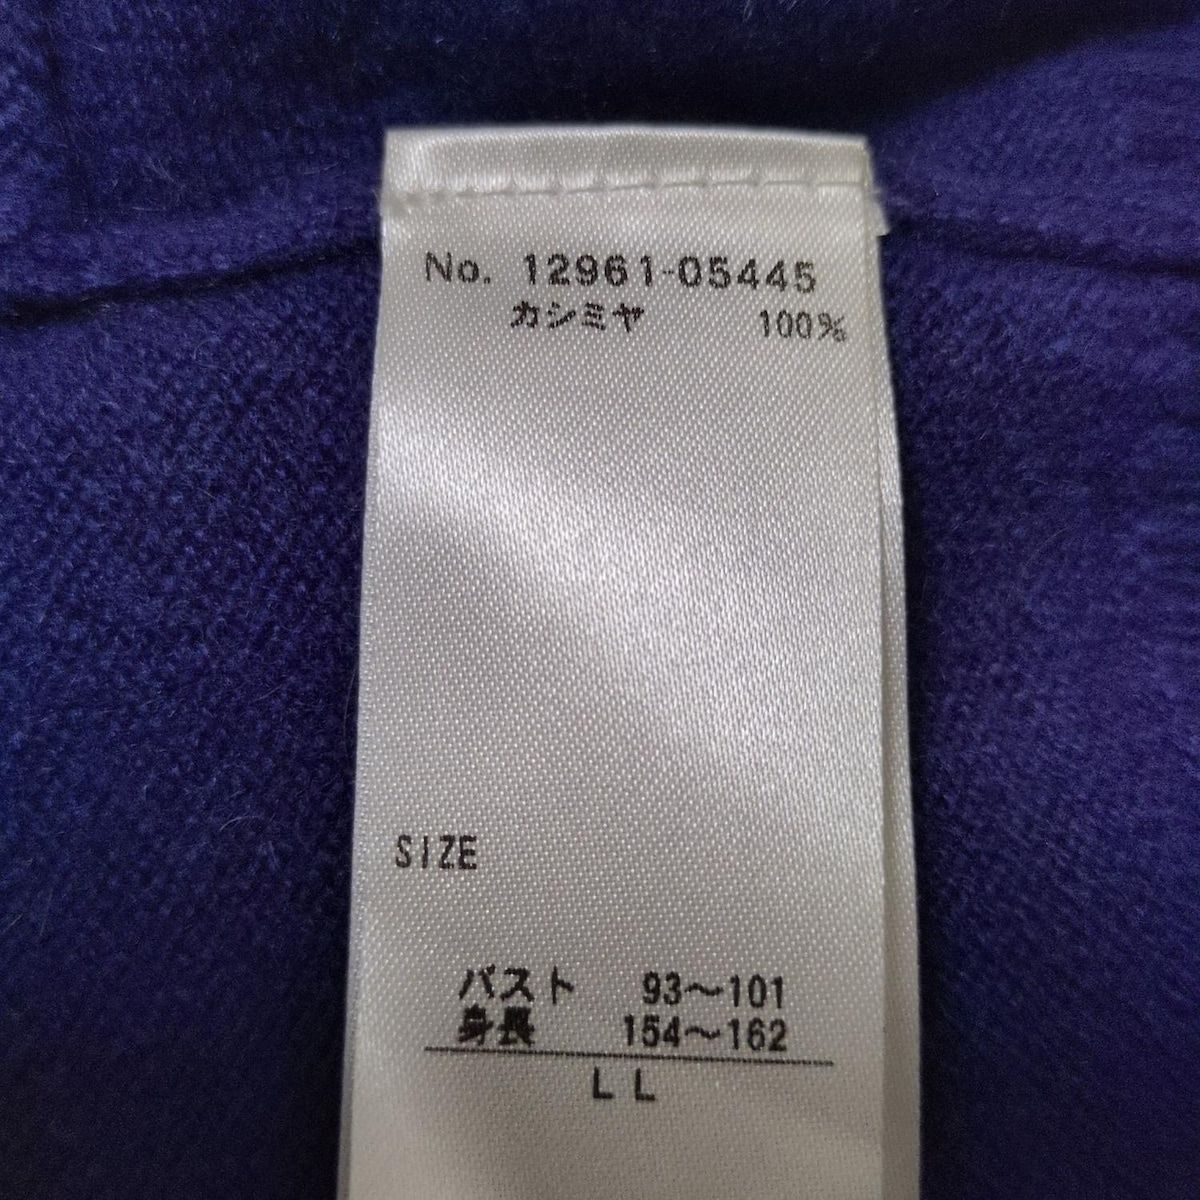 No. 12961-05445
カシミヤ 100%
SIZE
バスト 93～101
身長 154～162
LL